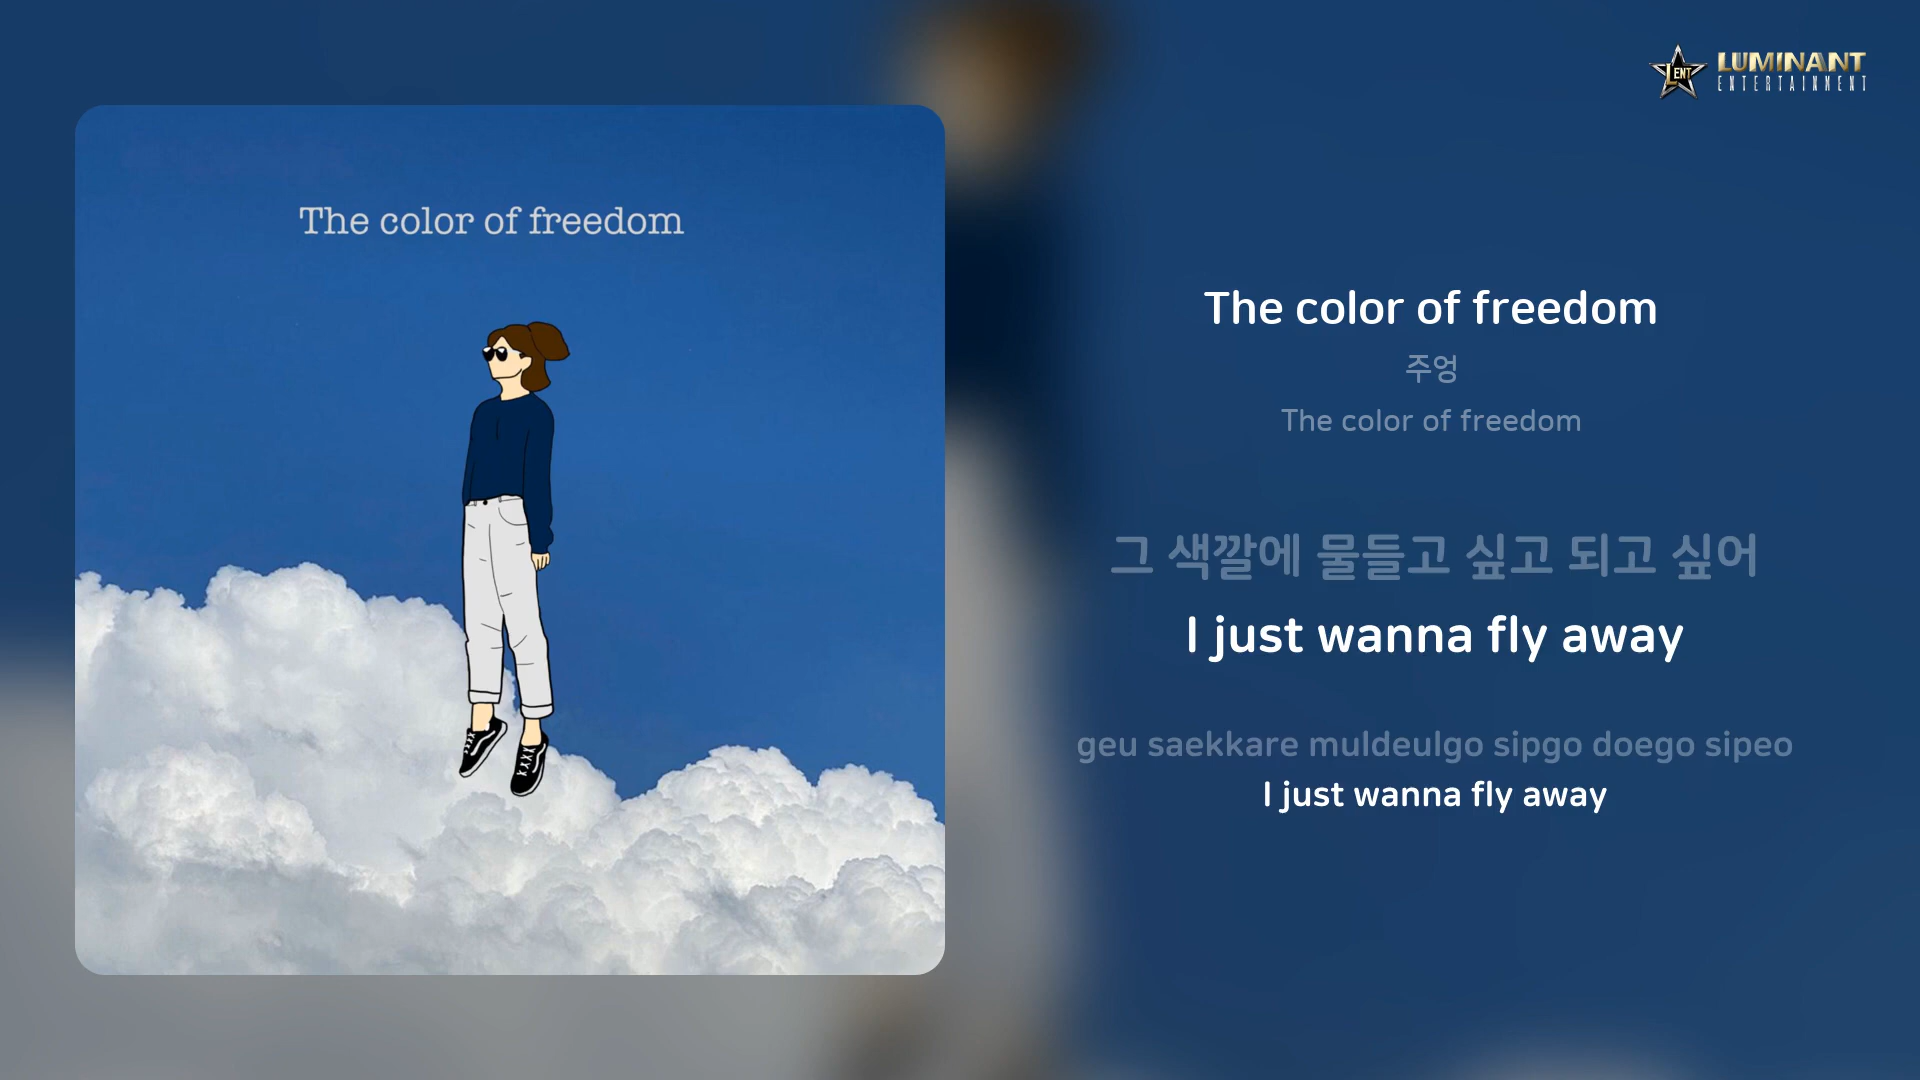 LENT
LUMINANT
ENTERTAINMENT
The color of freedom
The color of freedom
주엉
The color of freedom
그 색깔에 물들고 싶고 되고 싶어
I just wanna fly away
geu saekkare muldeulgo sipgo doego sipeo
I just wanna fly away